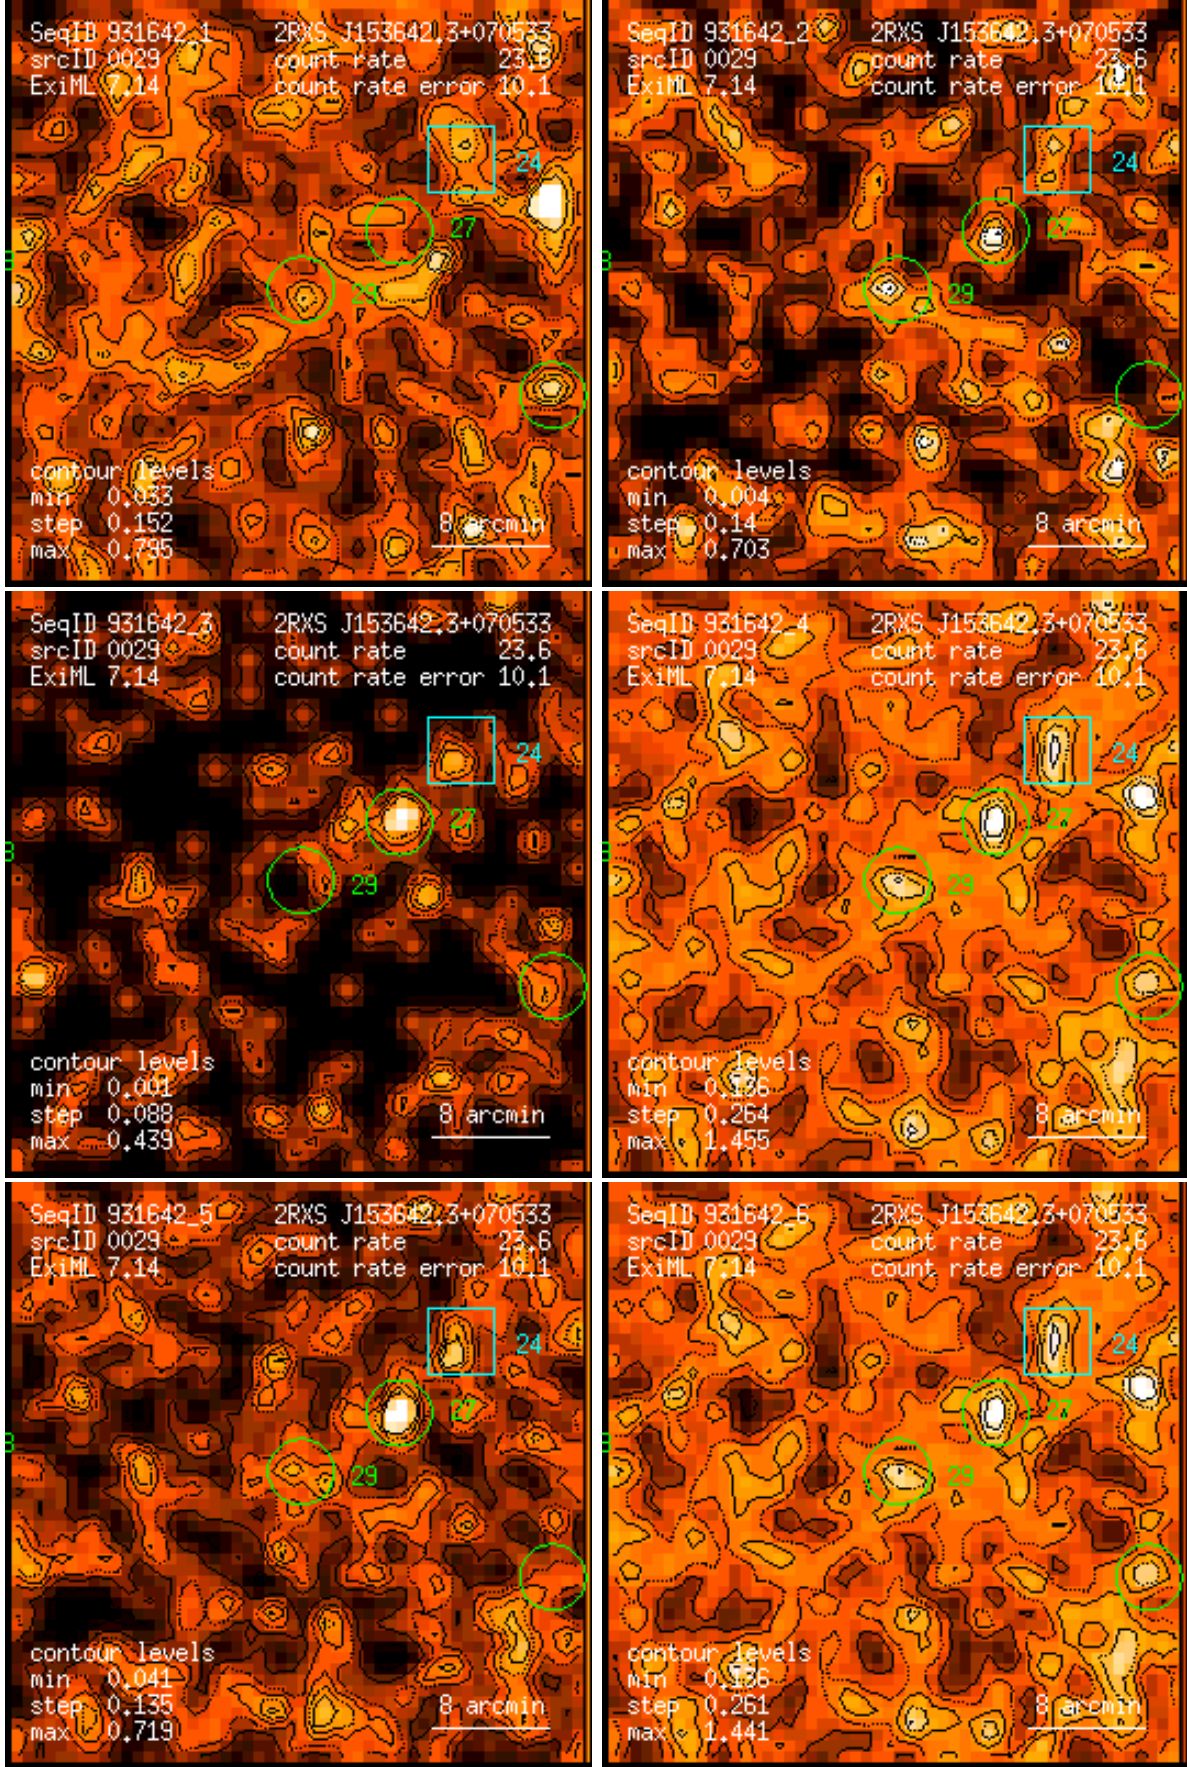 SeqID 931642_1 2RXS J153642.3+070533
srcID 0029 count rate 23.6
ExiML 7.14 count rate error 10.1
24
27
29
contour levels
min 0.033
step 0.152
max 0.795
8 arcmin
SeqID 931642_2 2RXS J153642.3+070533
srcID 0029 count rate 23.6
ExiML 7.14 count rate error 10.1
24
27
29
contour levels
min 0.004
step 0.14
max 0.703
8 arcmin
SeqID 931642_3 2RXS J153642.3+070533
srcID 0029 count rate 23.6
ExiML 7.14 count rate error 10.1
24
27
29
contour levels
min 0.001
step 0.088
max 0.439
8 arcmin
SeqID 931642_4 2RXS J153642.3+070533
srcID 0029 count rate 23.6
ExiML 7.14 count rate error 10.1
24
27
29
contour levels
min 0.136
step 0.264
max 1.455
8 arcmin
SeqID 931642_5 2RXS J153642.3+070533
srcID 0029 count rate 23.6
ExiML 7.14 count rate error 10.1
24
27
29
contour levels
min 0.041
step 0.135
max 0.719
8 arcmin
SeqID 931642_6 2RXS J153642.3+070533
srcID 0029 count rate 23.6
ExiML 7.14 count rate error 10.1
24
27
29
contour levels
min 0.136
step 0.261
max 1.441
8 arcmin